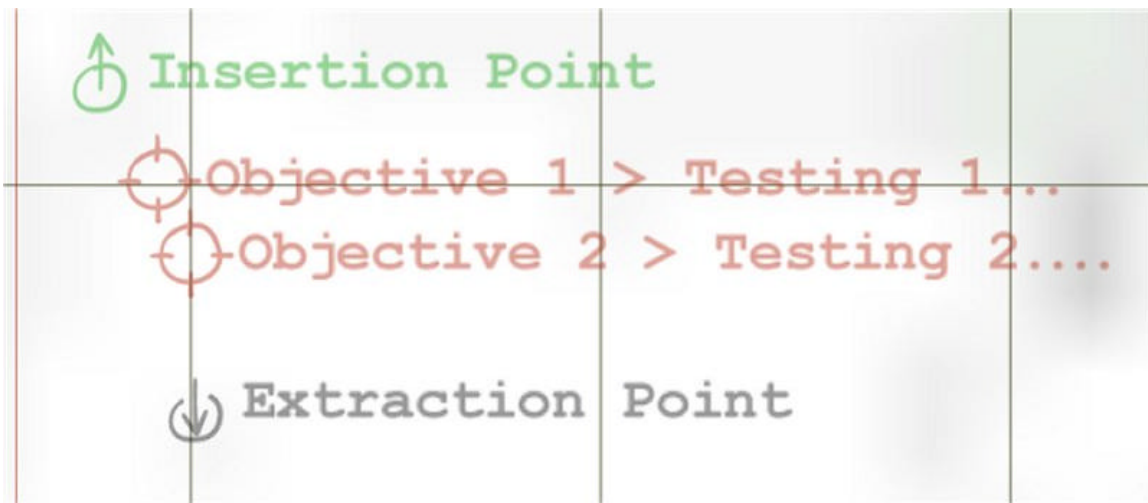 Insertion Point
Objective 1 > Testing 1...
Objective 2 > Testing 2....
Extraction Point